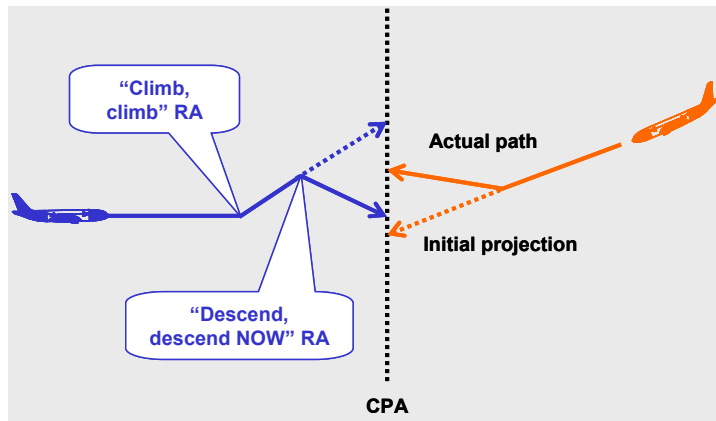 “Climb,
climb” RA
Actual path
Initial projection
“Descend,
descend NOW” RA
CPA